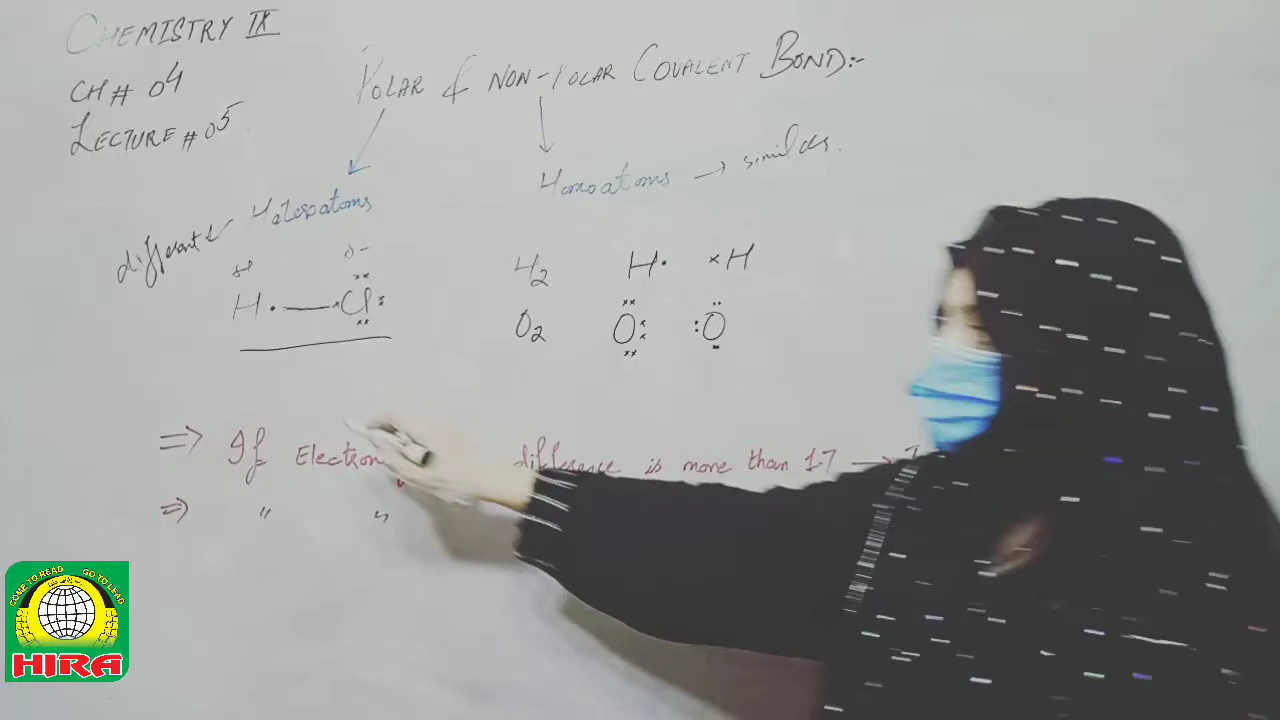 CHEMISTRY IX
CH# 04
LECTURE #05
POLAR & NON-POLAR COVALENT BOND:-
Heteroatoms
different
Homoatoms → similar.
δ+ δ-
H Cl
H2 H· ×H
O2 O O
⇒ If Electron difference is more than 1.7 →
⇒ " "
COME TO READ GO TO LEAD
HIRA